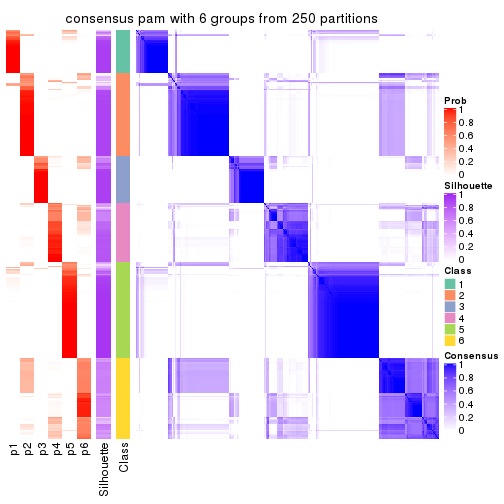 consensus pam with 6 groups from 250 partitions
Prob
1
0.8
0.6
0.4
0.2
0
Silhouette
1
0.8
0.6
0.4
0.2
0
Class
1
2
3
4
5
6
Consensus
1
0.8
0.6
0.4
0.2
0
p1
p2
p3
p4
p5
p6
Silhouette
Class